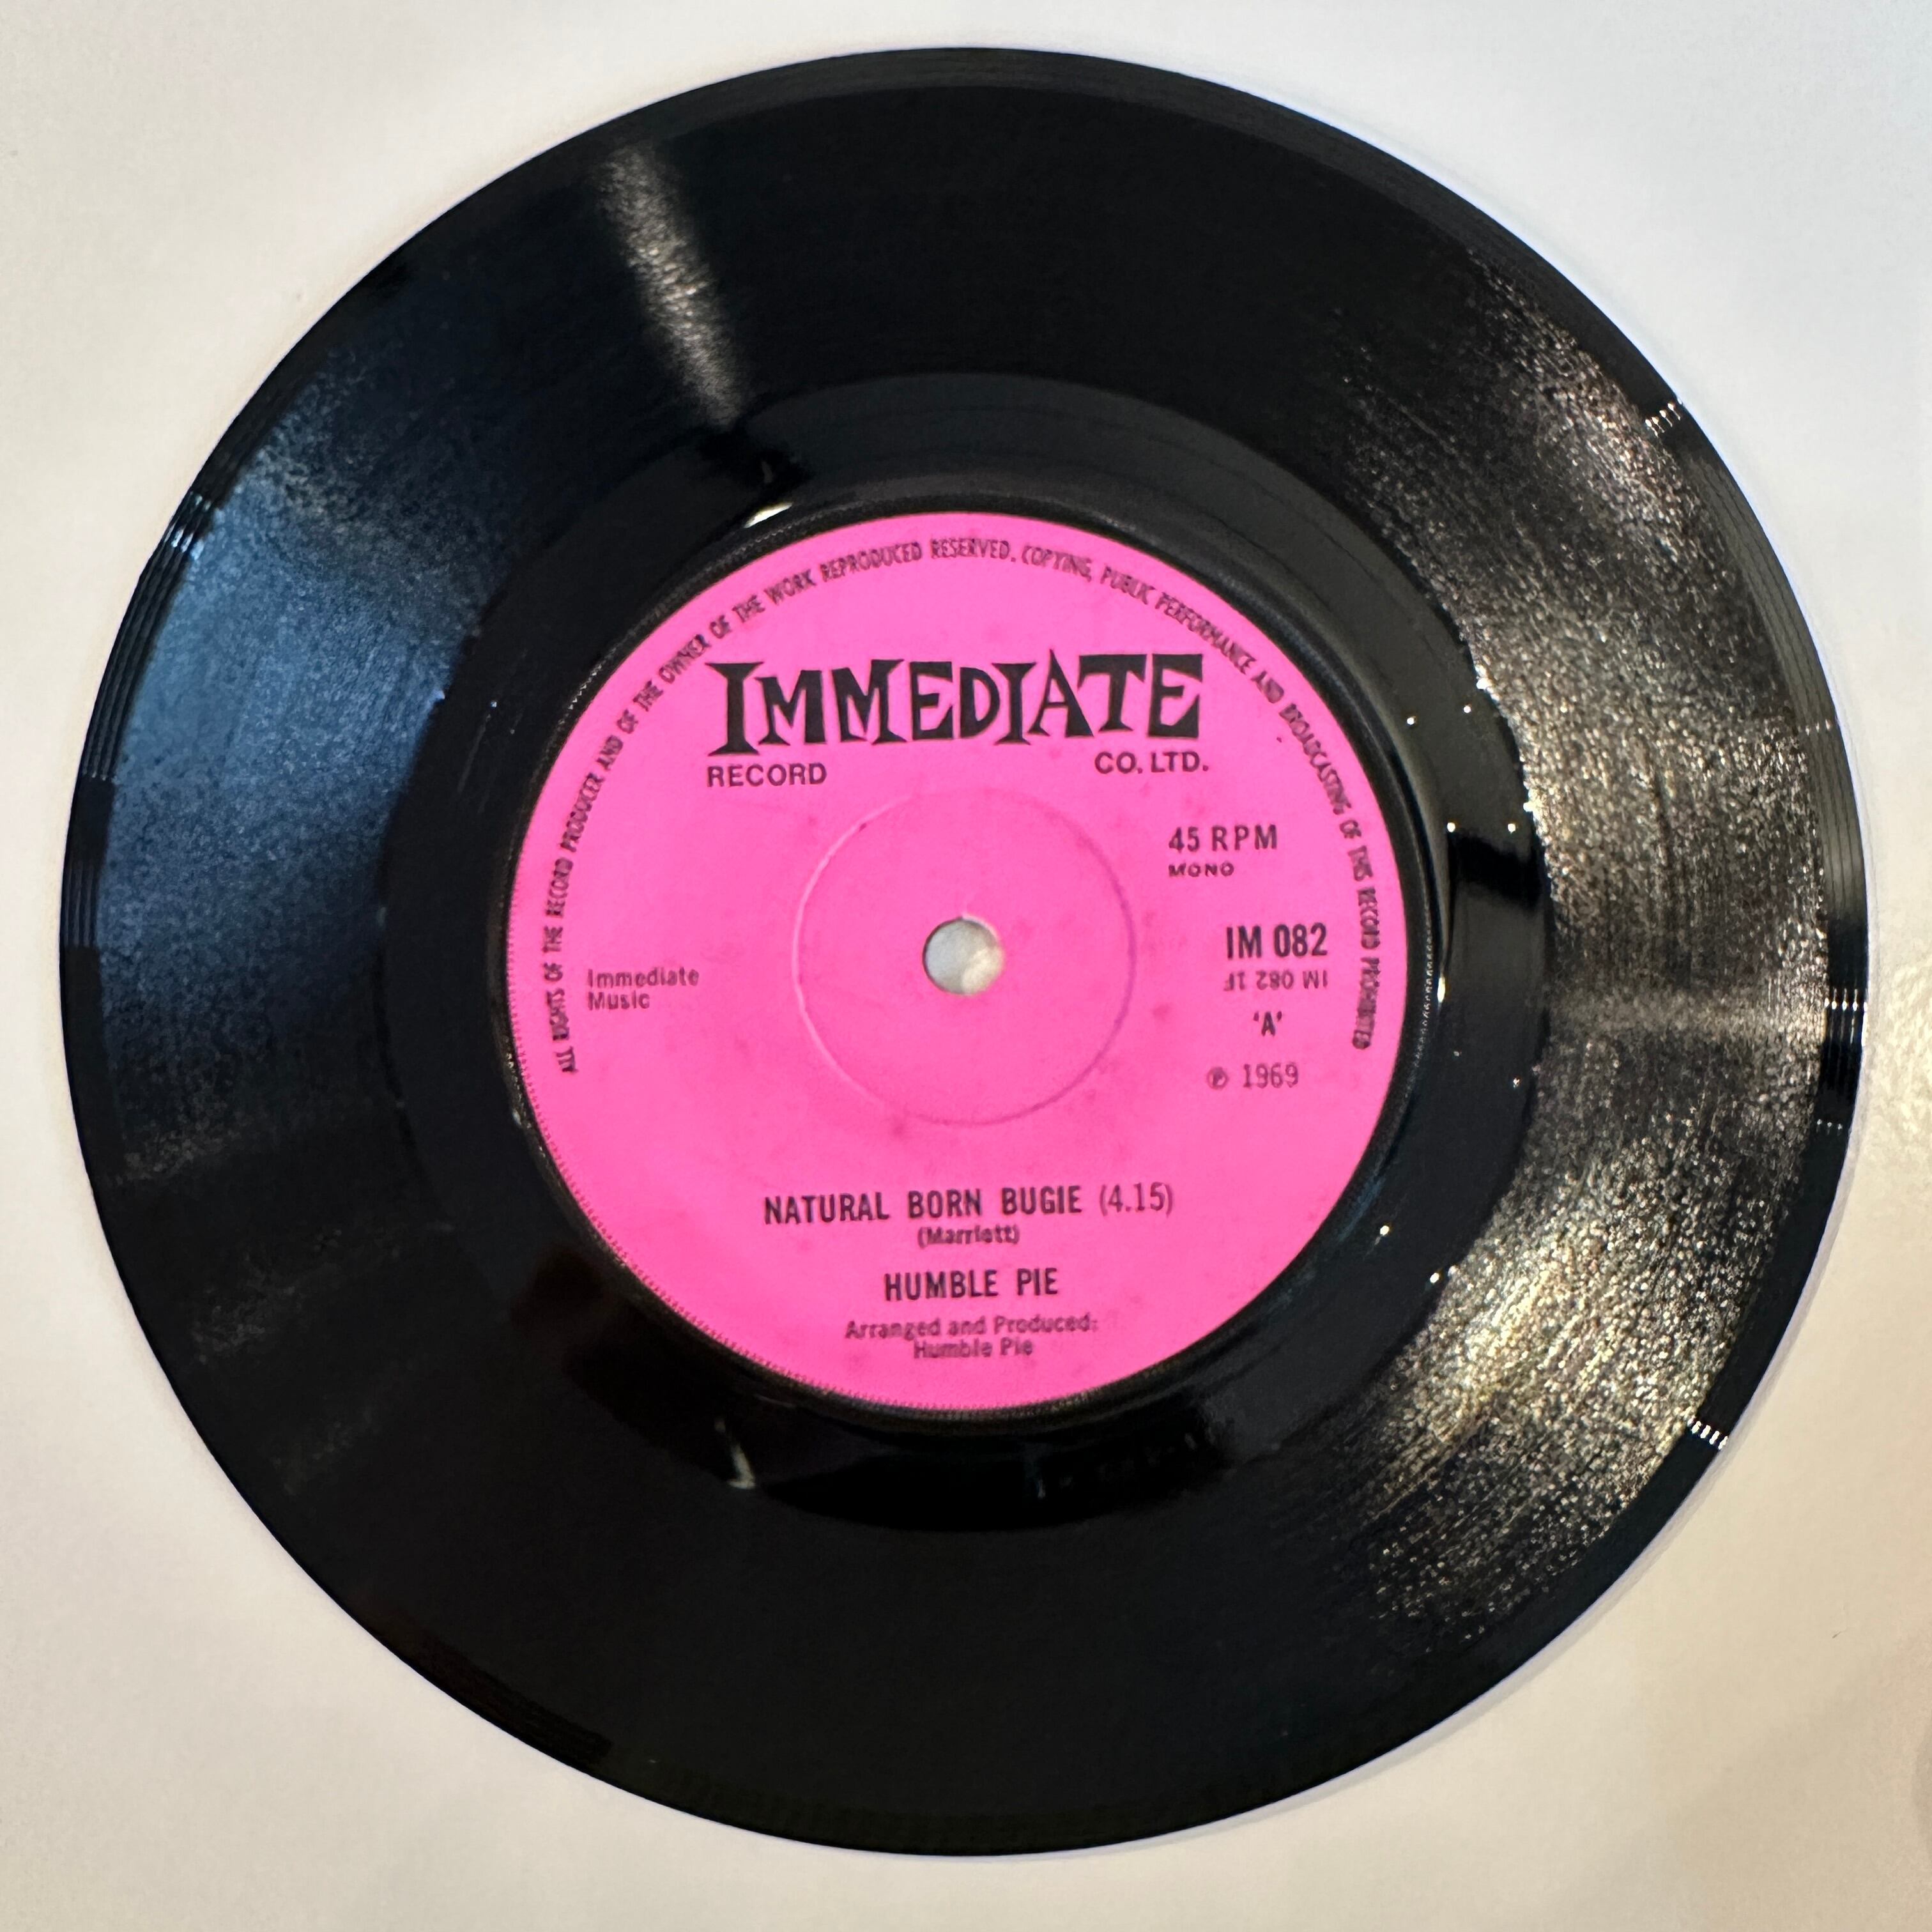 ALL RIGHTS OF THE RECORD PRODUCER AND OF THE OWNER OF THE WORK REPRODUCED RESERVED. COPYING, PUBLIC PERFORMANCE AND BROADCASTING OF THIS RECORD PROHIBITED
IMMEDIATE
RECORD CO. LTD.
45 RPM
MONO
IM 082
IM 082 1F
'A'
℗ 1969
Immediate
Music
NATURAL BORN BUGIE (4.15)
(Marriott)
HUMBLE PIE
Arranged and Produced:
Humble Pie